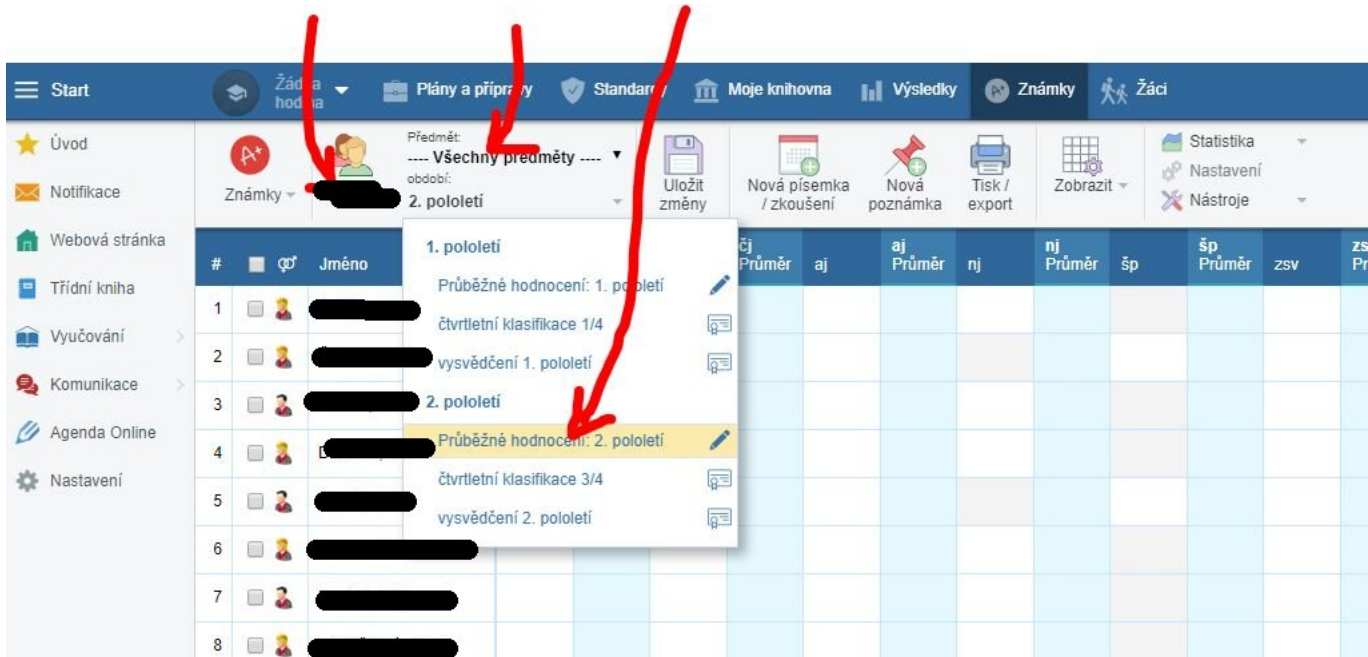 Start
Žádná
hodina
Plány a přípravy
Standardy
Moje knihovna
Výsledky
Známky
Žáci
Úvod
Notifikace
Webová stránka
Třídní kniha
Vyučování
Komunikace
Agenda Online
Nastavení
A+
Známky
Předmět:
---- Všechny předměty ----
období:
2. pololetí
Uložit
změny
Nová písemka
/ zkoušení
Nová
poznámka
Tisk /
export
Zobrazit
Statistika
Nastavení
Nástroje
1. pololetí
Průběžné hodnocení: 1. pololetí
čtvrtletní klasifikace 1/4
vysvědčení 1. pololetí
2. pololetí
Průběžné hodnocení: 2. pololetí
čtvrtletní klasifikace 3/4
vysvědčení 2. pololetí
# Jméno
čj
Průměr
aj
aj
Průměr
nj
nj
Průměr
šp
šp
Průměr
zsv
1
2
3
4
5
6
7
8